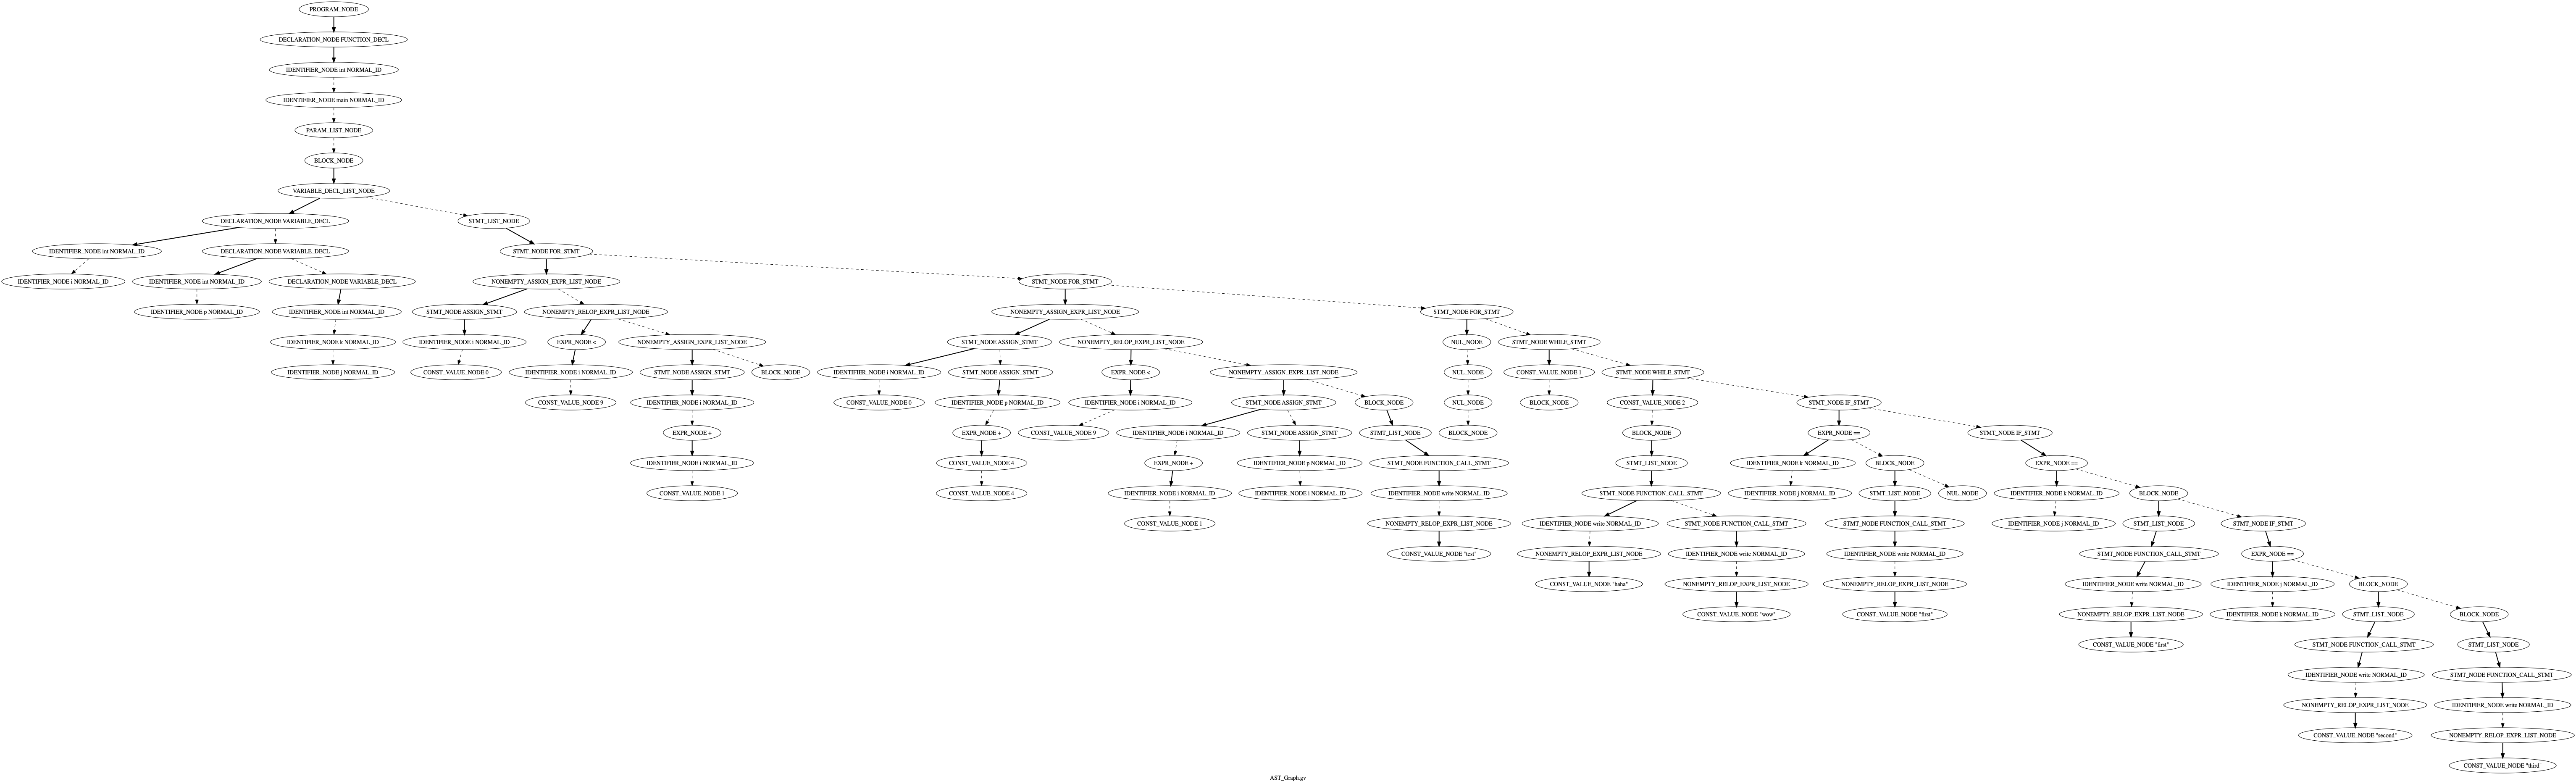 PROGRAM_NODE
DECLARATION_NODE FUNCTION_DECL
IDENTIFIER_NODE int NORMAL_ID
IDENTIFIER_NODE main NORMAL_ID
PARAM_LIST_NODE
BLOCK_NODE
VARIABLE_DECL_LIST_NODE
DECLARATION_NODE VARIABLE_DECL
STMT_LIST_NODE
IDENTIFIER_NODE int NORMAL_ID
DECLARATION_NODE VARIABLE_DECL
STMT_NODE FOR_STMT
IDENTIFIER_NODE i NORMAL_ID
IDENTIFIER_NODE int NORMAL_ID
DECLARATION_NODE VARIABLE_DECL
NONEMPTY_ASSIGN_EXPR_LIST_NODE
STMT_NODE FOR_STMT
IDENTIFIER_NODE p NORMAL_ID
IDENTIFIER_NODE int NORMAL_ID
STMT_NODE ASSIGN_STMT
NONEMPTY_RELOP_EXPR_LIST_NODE
NONEMPTY_ASSIGN_EXPR_LIST_NODE
STMT_NODE FOR_STMT
IDENTIFIER_NODE k NORMAL_ID
IDENTIFIER_NODE i NORMAL_ID
EXPR_NODE <
NONEMPTY_ASSIGN_EXPR_LIST_NODE
STMT_NODE ASSIGN_STMT
NONEMPTY_RELOP_EXPR_LIST_NODE
NUL_NODE
STMT_NODE WHILE_STMT
IDENTIFIER_NODE j NORMAL_ID
CONST_VALUE_NODE 0
IDENTIFIER_NODE i NORMAL_ID
STMT_NODE ASSIGN_STMT
BLOCK_NODE
IDENTIFIER_NODE i NORMAL_ID
STMT_NODE ASSIGN_STMT
EXPR_NODE <
NONEMPTY_ASSIGN_EXPR_LIST_NODE
NUL_NODE
CONST_VALUE_NODE 1
STMT_NODE WHILE_STMT
CONST_VALUE_NODE 9
IDENTIFIER_NODE i NORMAL_ID
CONST_VALUE_NODE 0
IDENTIFIER_NODE p NORMAL_ID
IDENTIFIER_NODE i NORMAL_ID
STMT_NODE ASSIGN_STMT
BLOCK_NODE
NUL_NODE
BLOCK_NODE
CONST_VALUE_NODE 2
STMT_NODE IF_STMT
EXPR_NODE +
EXPR_NODE +
CONST_VALUE_NODE 9
IDENTIFIER_NODE i NORMAL_ID
STMT_NODE ASSIGN_STMT
STMT_LIST_NODE
BLOCK_NODE
BLOCK_NODE
EXPR_NODE ==
STMT_NODE IF_STMT
IDENTIFIER_NODE i NORMAL_ID
CONST_VALUE_NODE 4
EXPR_NODE +
IDENTIFIER_NODE p NORMAL_ID
STMT_NODE FUNCTION_CALL_STMT
STMT_LIST_NODE
IDENTIFIER_NODE k NORMAL_ID
BLOCK_NODE
EXPR_NODE ==
CONST_VALUE_NODE 1
CONST_VALUE_NODE 4
IDENTIFIER_NODE i NORMAL_ID
IDENTIFIER_NODE i NORMAL_ID
IDENTIFIER_NODE write NORMAL_ID
STMT_NODE FUNCTION_CALL_STMT
IDENTIFIER_NODE j NORMAL_ID
STMT_LIST_NODE
NUL_NODE
IDENTIFIER_NODE k NORMAL_ID
BLOCK_NODE
CONST_VALUE_NODE 1
NONEMPTY_RELOP_EXPR_LIST_NODE
IDENTIFIER_NODE write NORMAL_ID
STMT_NODE FUNCTION_CALL_STMT
STMT_NODE FUNCTION_CALL_STMT
IDENTIFIER_NODE j NORMAL_ID
STMT_LIST_NODE
STMT_NODE IF_STMT
CONST_VALUE_NODE "test"
NONEMPTY_RELOP_EXPR_LIST_NODE
IDENTIFIER_NODE write NORMAL_ID
IDENTIFIER_NODE write NORMAL_ID
STMT_NODE FUNCTION_CALL_STMT
EXPR_NODE ==
CONST_VALUE_NODE "haha"
NONEMPTY_RELOP_EXPR_LIST_NODE
NONEMPTY_RELOP_EXPR_LIST_NODE
IDENTIFIER_NODE write NORMAL_ID
IDENTIFIER_NODE j NORMAL_ID
BLOCK_NODE
CONST_VALUE_NODE "wow"
CONST_VALUE_NODE "first"
NONEMPTY_RELOP_EXPR_LIST_NODE
IDENTIFIER_NODE k NORMAL_ID
STMT_LIST_NODE
BLOCK_NODE
CONST_VALUE_NODE "first"
STMT_NODE FUNCTION_CALL_STMT
STMT_LIST_NODE
IDENTIFIER_NODE write NORMAL_ID
STMT_NODE FUNCTION_CALL_STMT
NONEMPTY_RELOP_EXPR_LIST_NODE
IDENTIFIER_NODE write NORMAL_ID
CONST_VALUE_NODE "second"
NONEMPTY_RELOP_EXPR_LIST_NODE
CONST_VALUE_NODE "third"
AST_Graph.gv